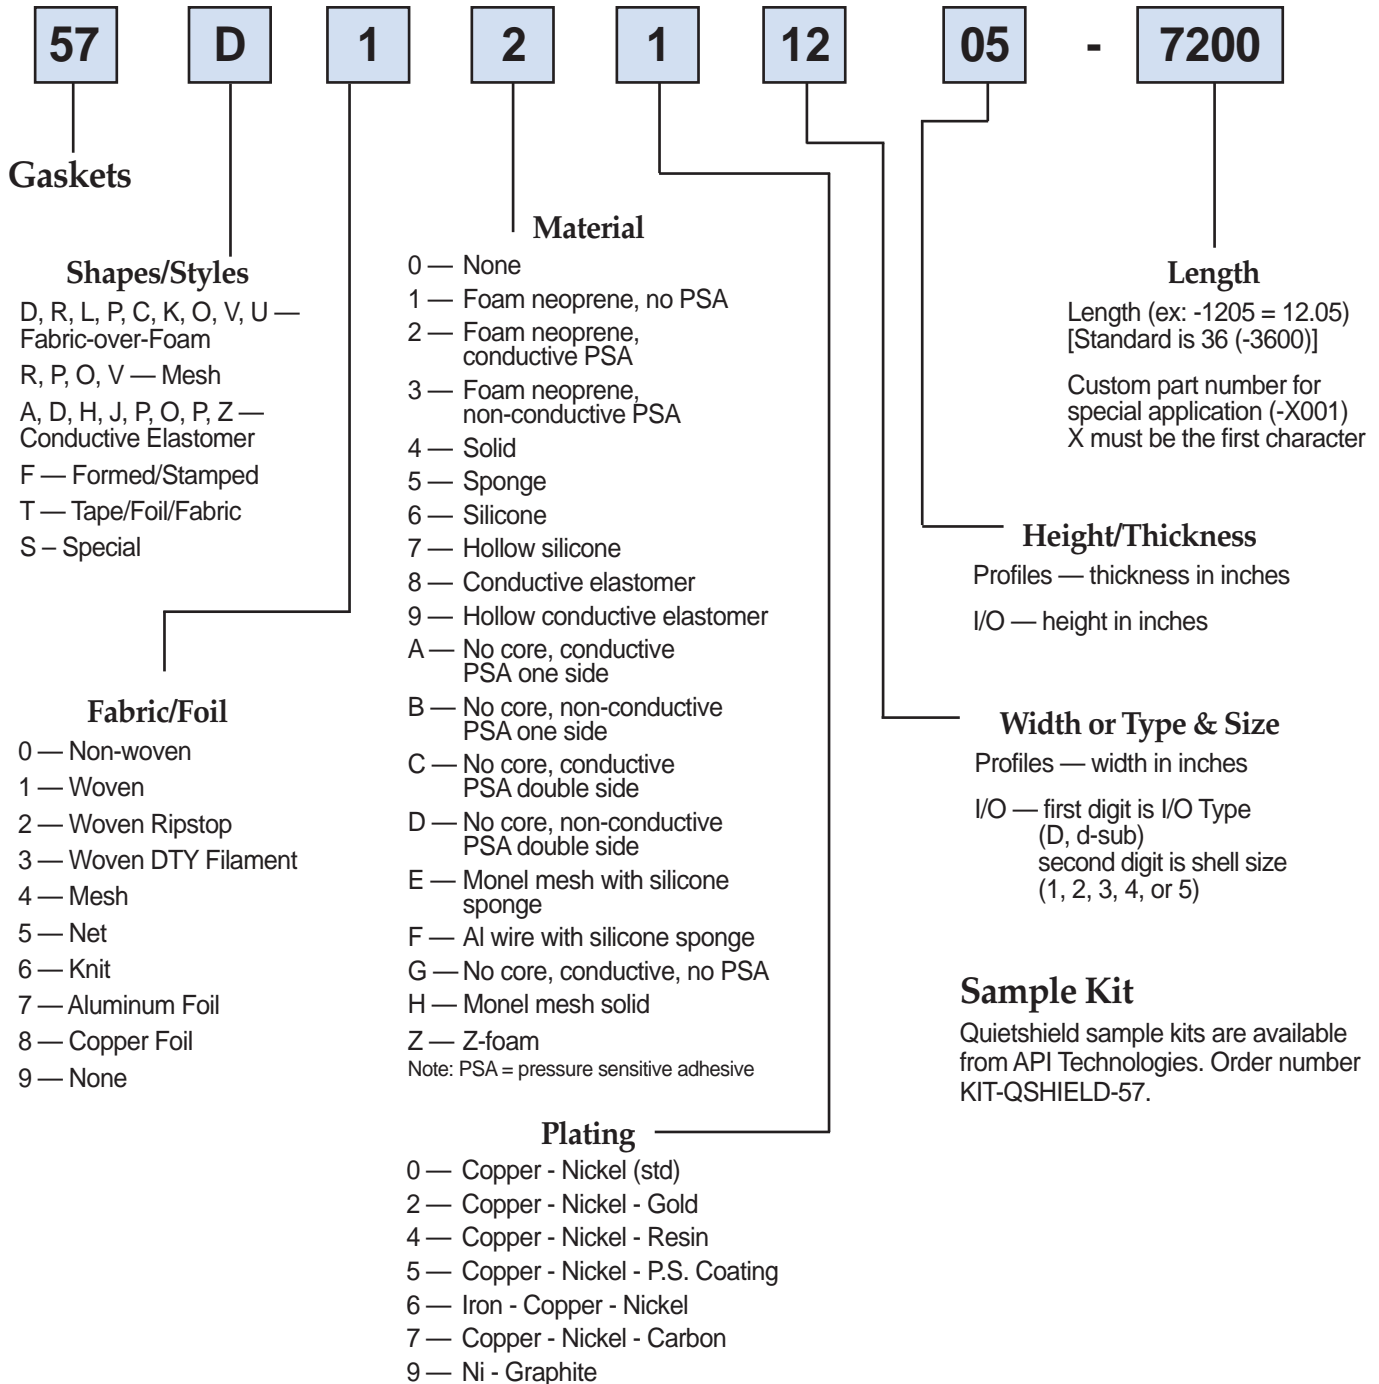 57 D 1 2 1 12 05 - 7200
Gaskets
Shapes/Styles
D, R, L, P, C, K, O, V, U —
Fabric-over-Foam
R, P, O, V — Mesh
A, D, H, J, P, O, P, Z —
Conductive Elastomer
F — Formed/Stamped
T — Tape/Foil/Fabric
S – Special
Fabric/Foil
0 — Non-woven
1 — Woven
2 — Woven Ripstop
3 — Woven DTY Filament
4 — Mesh
5 — Net
6 — Knit
7 — Aluminum Foil
8 — Copper Foil
9 — None
Material
0 — None
1 — Foam neoprene, no PSA
2 — Foam neoprene,
conductive PSA
3 — Foam neoprene,
non-conductive PSA
4 — Solid
5 — Sponge
6 — Silicone
7 — Hollow silicone
8 — Conductive elastomer
9 — Hollow conductive elastomer
A — No core, conductive
PSA one side
B — No core, non-conductive
PSA one side
C — No core, conductive
PSA double side
D — No core, non-conductive
PSA double side
E — Monel mesh with silicone
sponge
F — Al wire with silicone sponge
G — No core, conductive, no PSA
H — Monel mesh solid
Z — Z-foam
Note: PSA = pressure sensitive adhesive
Plating
0 — Copper - Nickel (std)
2 — Copper - Nickel - Gold
4 — Copper - Nickel - Resin
5 — Copper - Nickel - P.S. Coating
6 — Iron - Copper - Nickel
7 — Copper - Nickel - Carbon
9 — Ni - Graphite
Length
Length (ex: -1205 = 12.05)
[Standard is 36 (-3600)]
Custom part number for
special application (-X001)
X must be the first character
Height/Thickness
Profiles — thickness in inches
I/O — height in inches
Width or Type & Size
Profiles — width in inches
I/O — first digit is I/O Type
(D, d-sub)
second digit is shell size
(1, 2, 3, 4, or 5)
Sample Kit
Quietshield sample kits are available
from API Technologies. Order number
KIT-QSHIELD-57.